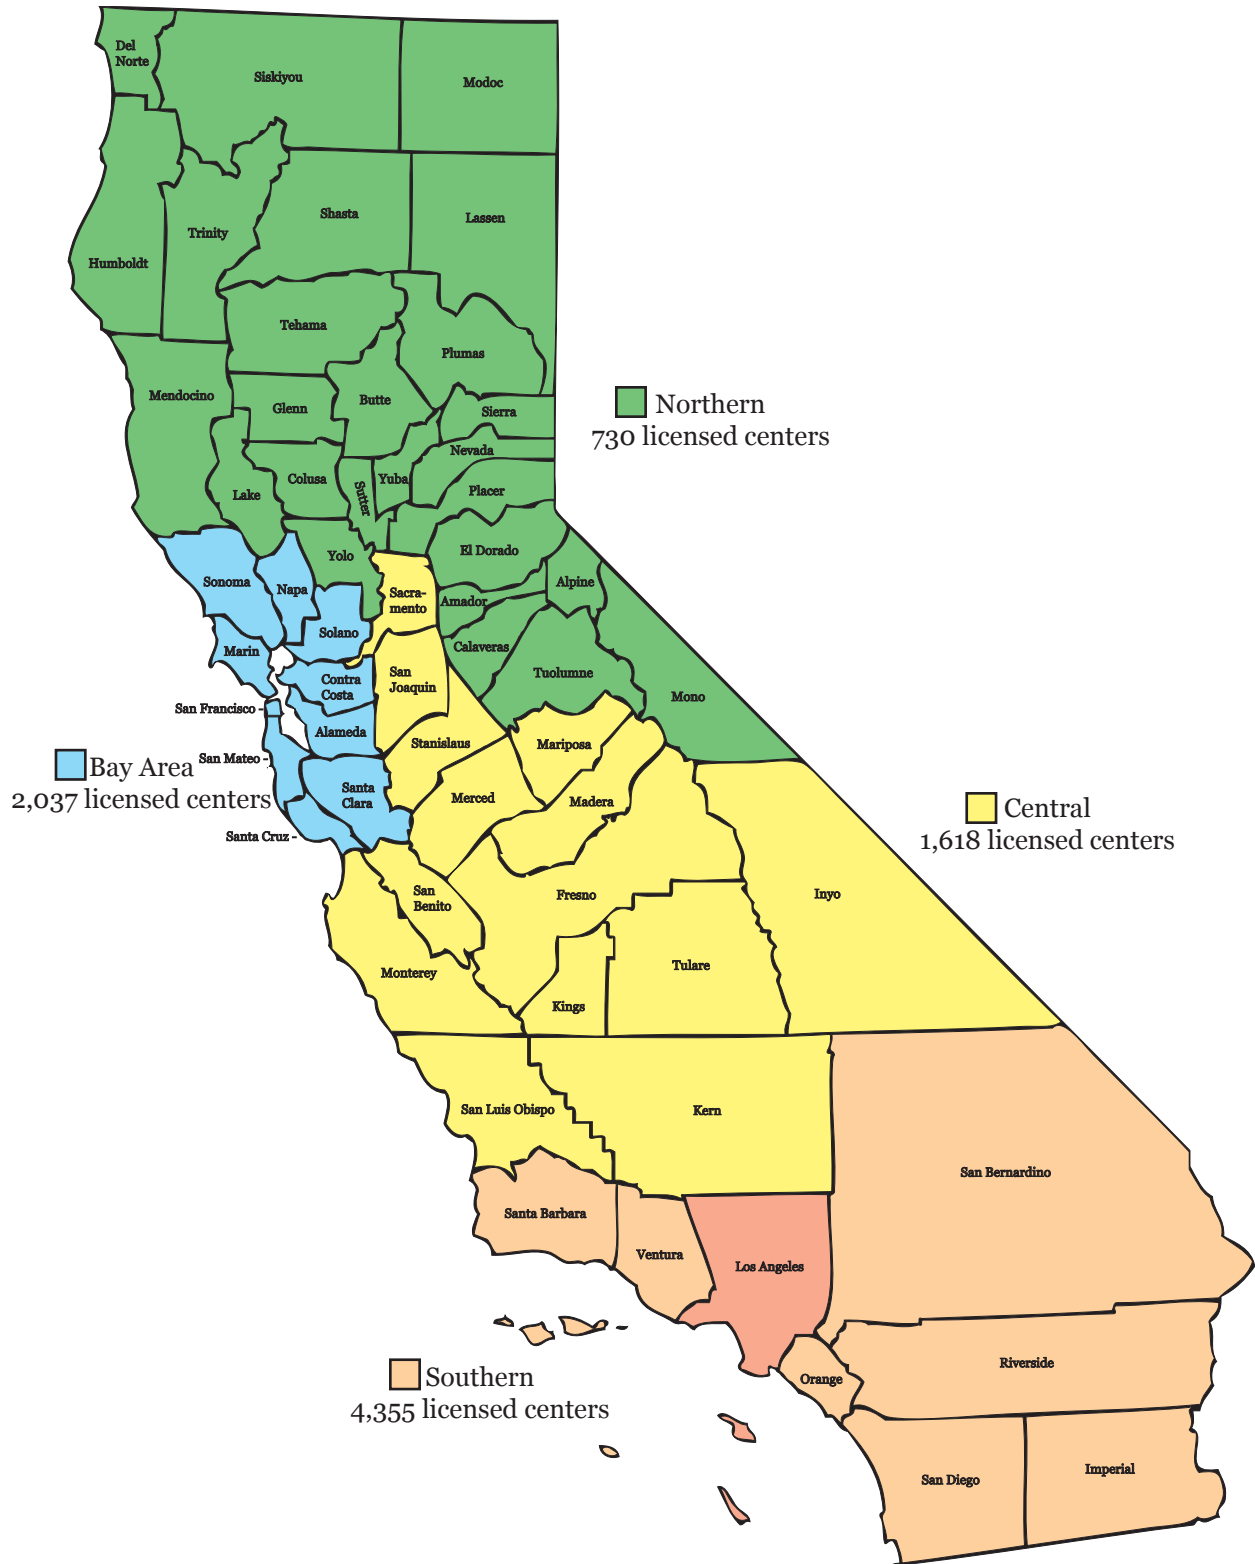 Del
Norte
Siskiyou
Modoc
Shasta
Lassen
Trinity
Humboldt
Tehama
Plumas
Mendocino
Glenn
Butte
Sierra
Northern
730 licensed centers
Nevada
Colusa
Yuba
Sutter
Placer
Lake
El Dorado
Yolo
Sonoma
Napa
Alpine
Sacra-
mento
Amador
Solano
Marin
Calaveras
San
Joaquin
Tuolumne
Contra
Costa
Mono
San Francisco
Alameda
Stanislaus
Mariposa
San Mateo
Bay Area
2,037 licensed centers
Santa
Clara
Merced
Madera
Central
1,618 licensed centers
Santa Cruz
San
Benito
Fresno
Inyo
Monterey
Tulare
Kings
San Luis Obispo
Kern
San Bernardino
Santa Barbara
Ventura
Los Angeles
Southern
4,355 licensed centers
Orange
Riverside
San Diego
Imperial